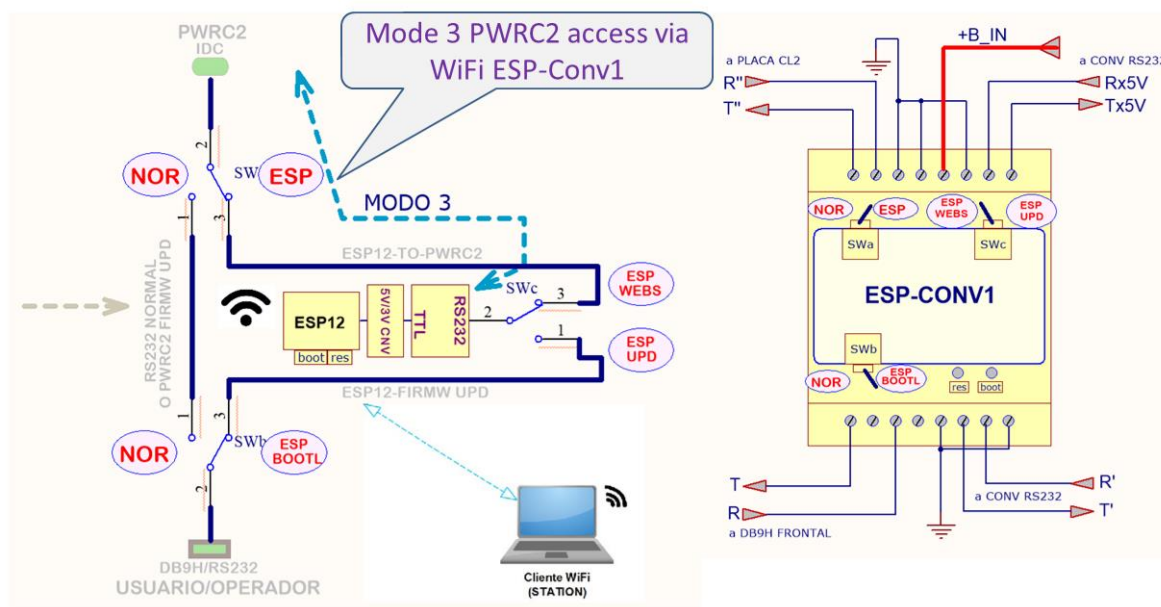 PWRC2
IDC
Mode 3 PWRC2 access via
WiFi ESP-Conv1
2
NOR
SW
ESP
1
3
MODO 3
ESP12-TO-PWRC2
RS232 NORMAL
O PWRC2 FIRMW UPD
ESP12
boot
res
5V/3V CNV
TTL
RS232
2
SWc
3
1
ESP
WEBS
ESP
UPD
ESP12-FIRMW UPD
1
3
NOR
SWb
ESP
BOOTL
2
DB9H/RS232
USUARIO/OPERADOR
Cliente WiFi
(STATION)
+B_IN
a PLACA CL2
a CONV RS232
R"
T"
Rx5V
Tx5V
NOR
ESP
ESP
WEBS
ESP
UPD
SWa
SWc
ESP-CONV1
SWb
NOR
ESP
BOOTL
res
boot
T
R
a DB9H FRONTAL
a CONV RS232
R'
T'